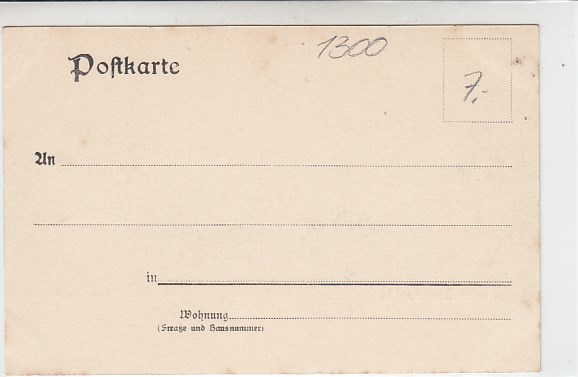 Postkarte
1300
7,-
An
in
Wohnung
(Straße und Hausnummer)